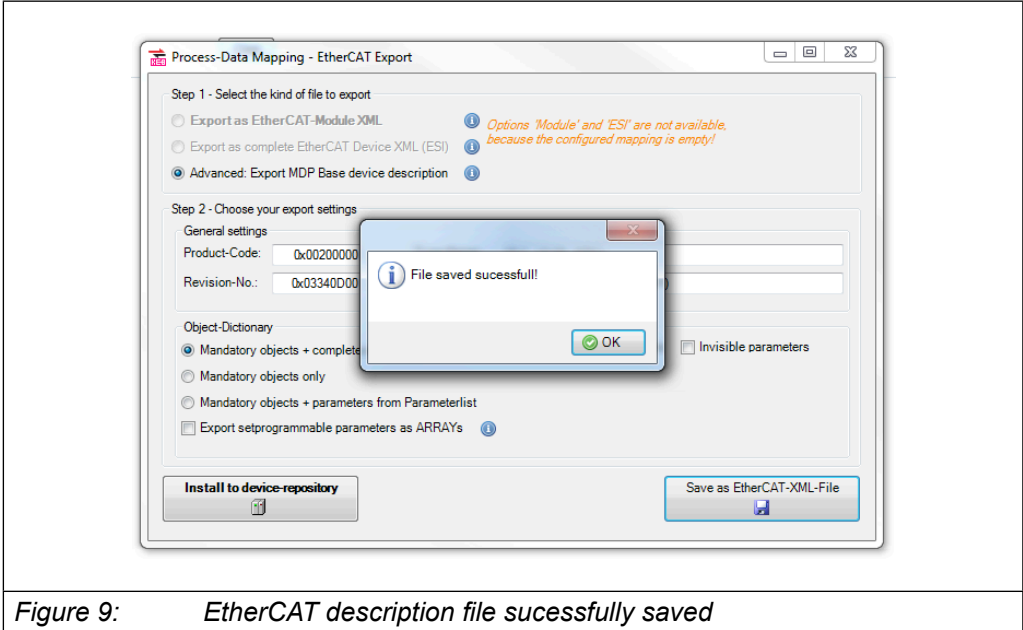 Process-Data Mapping - EtherCAT Export
Step 1 - Select the kind of file to export
Export as EtherCAT-Module XML
Options 'Module' and 'ESI' are not available,
because the configured mapping is empty!
Export as complete EtherCAT Device XML (ESI)
Advanced: Export MDP Base device description
Step 2 - Choose your export settings
General settings
Product-Code: 0x00200000
Revision-No.: 0x03340D00
File saved sucessfull!
OK
Object-Dictionary
Mandatory objects + complete
Invisible parameters
Mandatory objects only
Mandatory objects + parameters from Parameterlist
Export setprogrammable parameters as ARRAYs
Install to device-repository
Save as EtherCAT-XML-File
Figure 9: EtherCAT description file sucessfully saved